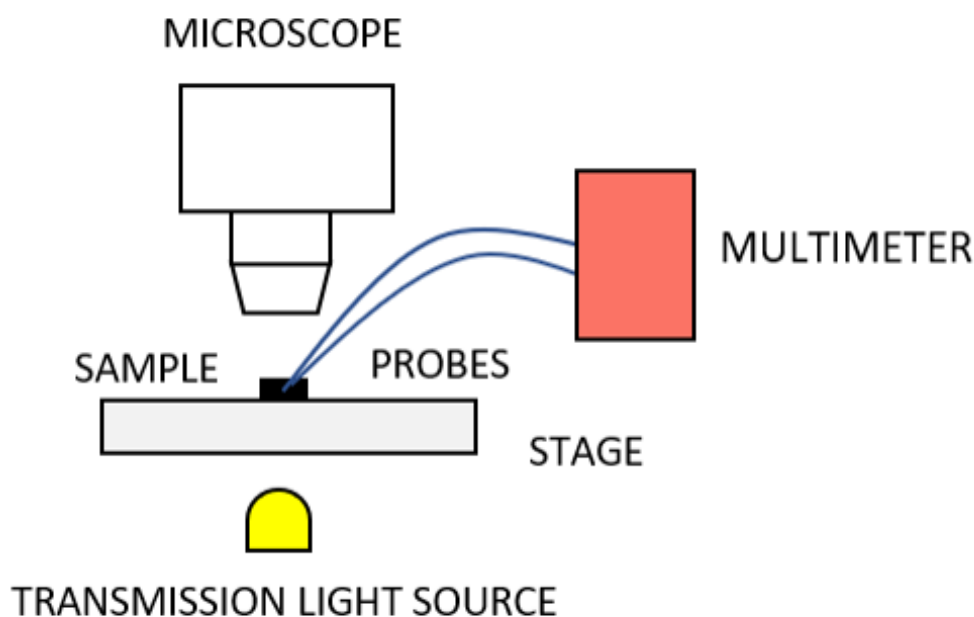 MICROSCOPE
MULTIMETER
SAMPLE
PROBES
STAGE
TRANSMISSION LIGHT SOURCE